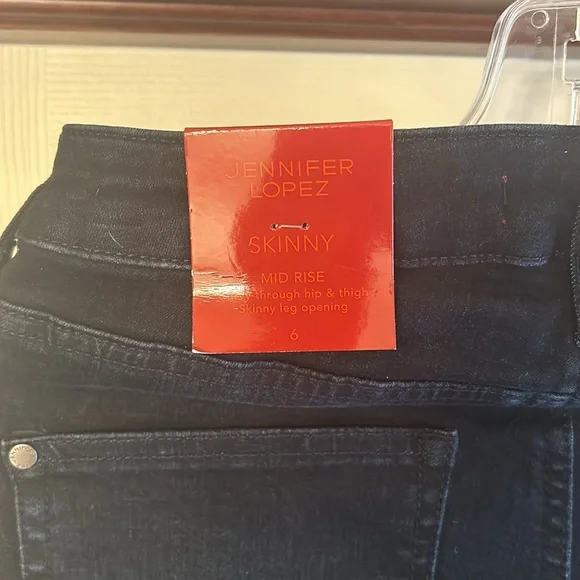 JENNIFER
LOPEZ
SKINNY
MID RISE
through hip & thigh
-Skinny leg opening
6